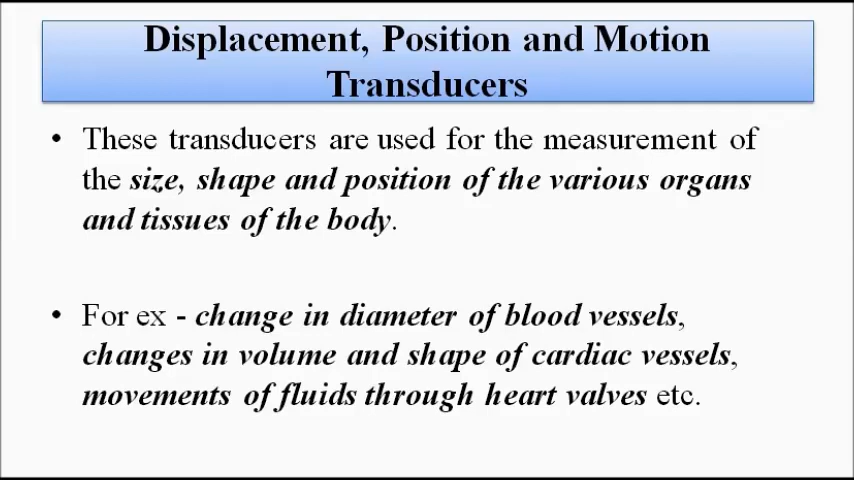 Displacement, Position and Motion
Transducers
• These transducers are used for the measurement of
the size, shape and position of the various organs
and tissues of the body.
• For ex - change in diameter of blood vessels,
changes in volume and shape of cardiac vessels,
movements of fluids through heart valves etc.